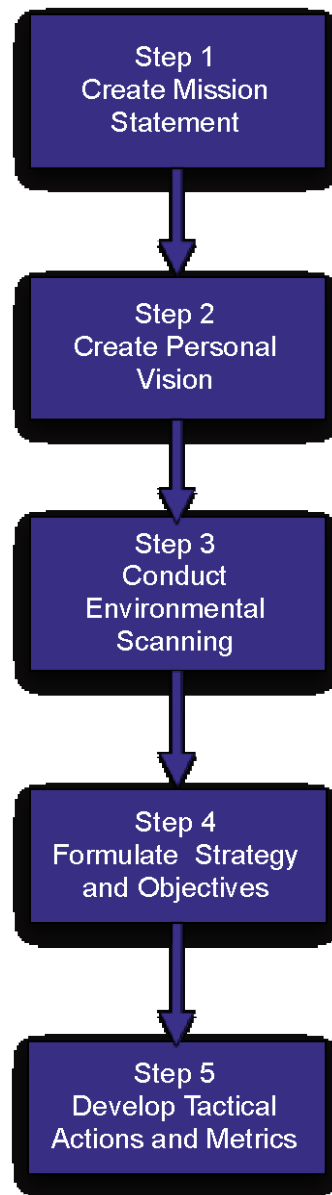 Step 1
Create Mission
Statement
Step 2
Create Personal
Vision
Step 3
Conduct
Environmental
Scanning
Step 4
Formulate Strategy
and Objectives
Step 5
Develop Tactical
Actions and Metrics